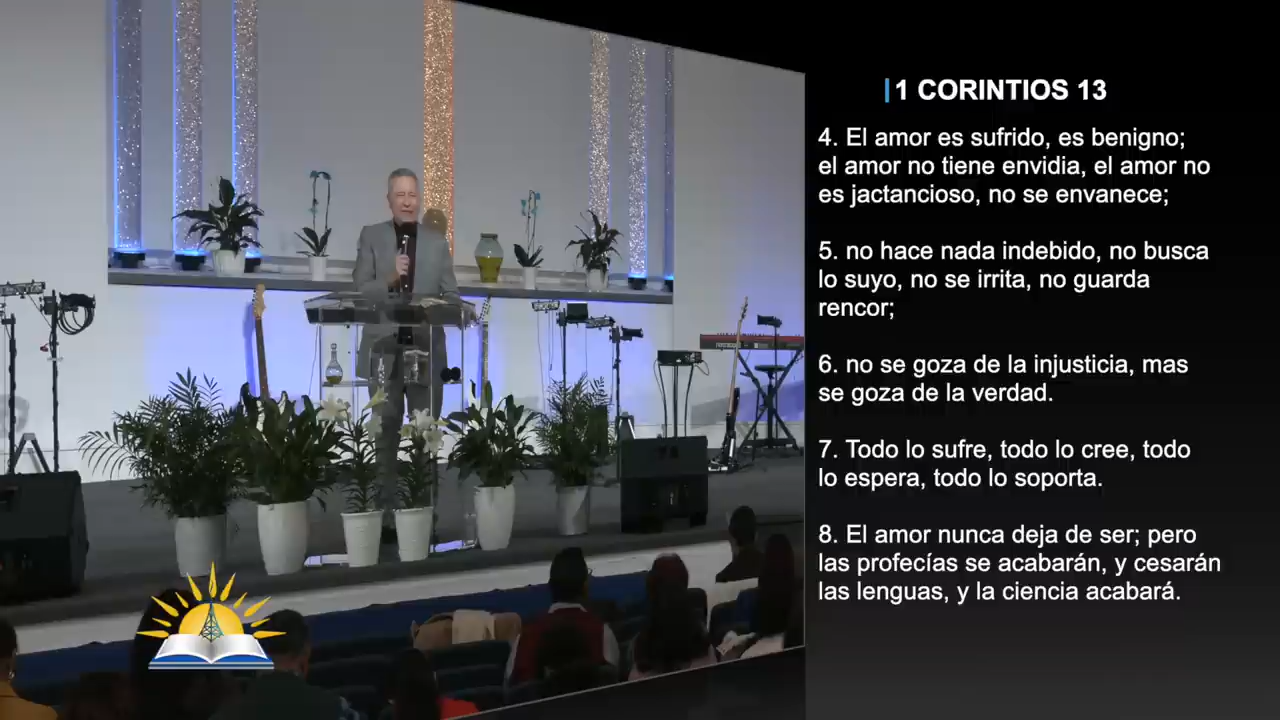 1 CORINTIOS 13
4. El amor es sufrido, es benigno;
el amor no tiene envidia, el amor no
es jactancioso, no se envanece;
5. no hace nada indebido, no busca
lo suyo, no se irrita, no guarda
rencor;
6. no se goza de la injusticia, mas
se goza de la verdad.
7. Todo lo sufre, todo lo cree, todo
lo espera, todo lo soporta.
8. El amor nunca deja de ser; pero
las profecías se acabarán, y cesarán
las lenguas, y la ciencia acabará.